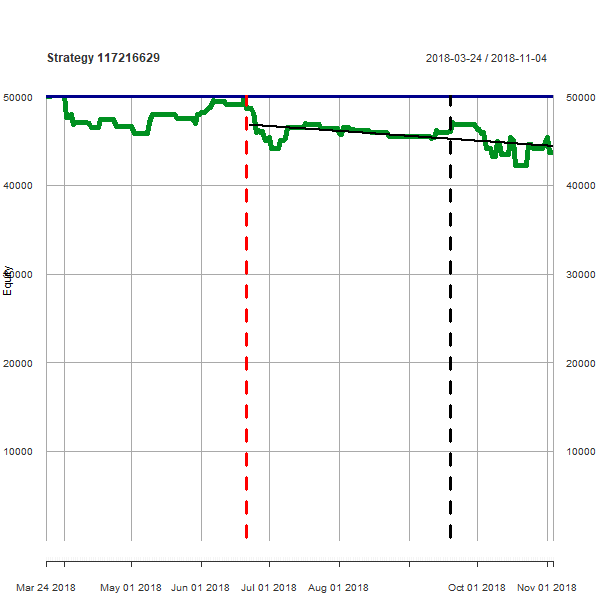 Strategy 117216629
2018-03-24 / 2018-11-04
50000
50000
40000
40000
Equity
30000
30000
20000
20000
10000
10000
Mar 24 2018
May 01 2018
Jun 01 2018
Jul 01 2018
Aug 01 2018
Oct 01 2018
Nov 01 2018